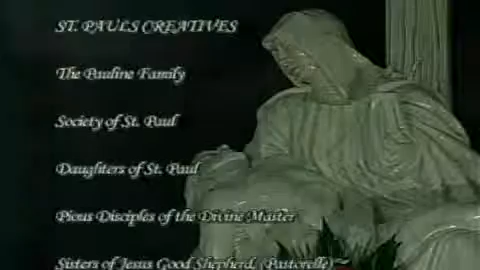 ST. PAULS CREATIVES
The Pauline Family
Society of St. Paul
Daughters of St. Paul
Pious Disciples of the Divine Master
Sisters of Jesus Good Shepherd, (Pastorelle)